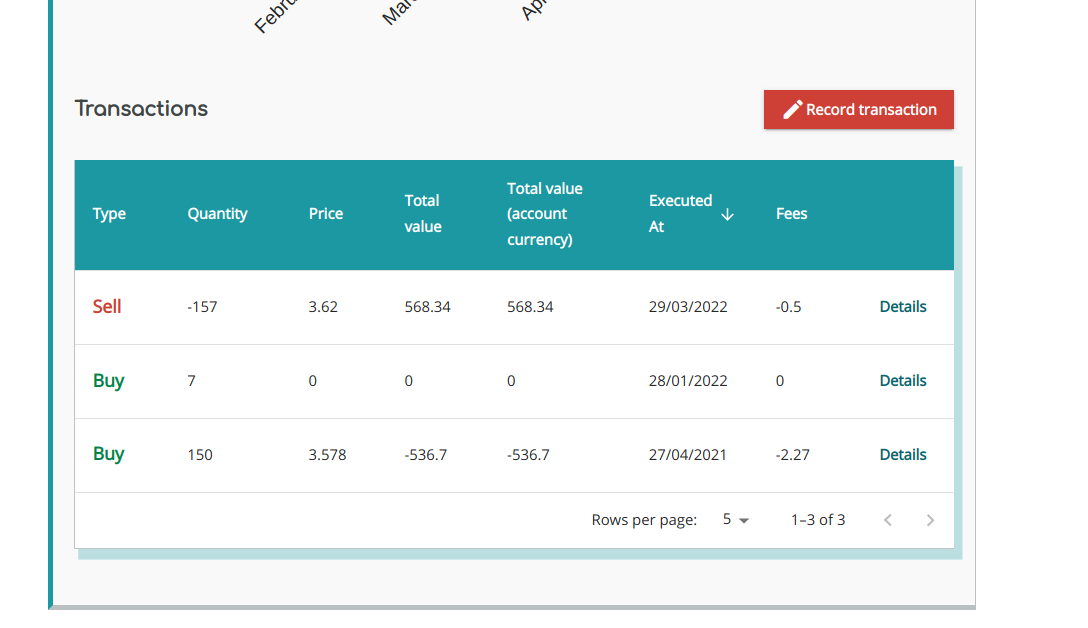 Transactions
Record transaction
Type Quantity Price Total value Total value (account currency) Executed At Fees
Sell -157 3.62 568.34 568.34 29/03/2022 -0.5 Details
Buy 7 0 0 0 28/01/2022 0 Details
Buy 150 3.578 -536.7 -536.7 27/04/2021 -2.27 Details
Rows per page: 5 1–3 of 3